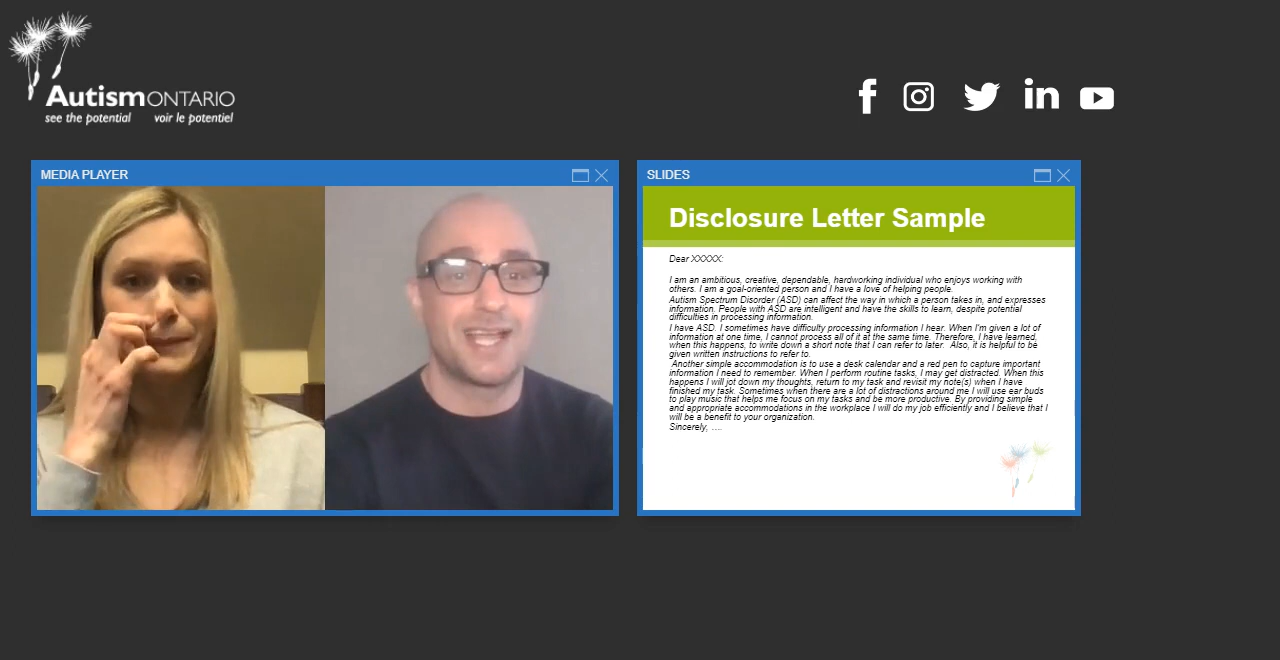 Autism ONTARIO
see the potential voir le potentiel
MEDIA PLAYER
SLIDES
Disclosure Letter Sample
Dear XXXXX:
I am an ambitious, creative, dependable, hardworking individual who enjoys working with
others. I am a goal-oriented person and I have a love of helping people.
Autism Spectrum Disorder (ASD) can affect the way in which a person takes in, and expresses
information. People with ASD are intelligent and have the skills to learn, despite potential
difficulties in processing information.
I have ASD. I sometimes have difficulty processing information I hear. When I'm given a lot of
information at one time, I cannot process all of it at the same time. Therefore, I have learned,
when this happens, to write down a short note that I can refer to later. Also, it is helpful to be
given written instructions to refer to.
Another simple accommodation is to use a desk calendar and a red pen to capture important
information I need to remember. When I perform routine tasks, I may get distracted. When this
happens I will jot down my thoughts, return to my task and revisit my note(s) when I have
finished my task. Sometimes when there are a lot of distractions around me I will use ear buds
to play music that helps me focus on my tasks and be more productive. By providing simple
and appropriate accommodations in the workplace I will do my job efficiently and I believe that I
will be a benefit to your organization.
Sincerely, ....